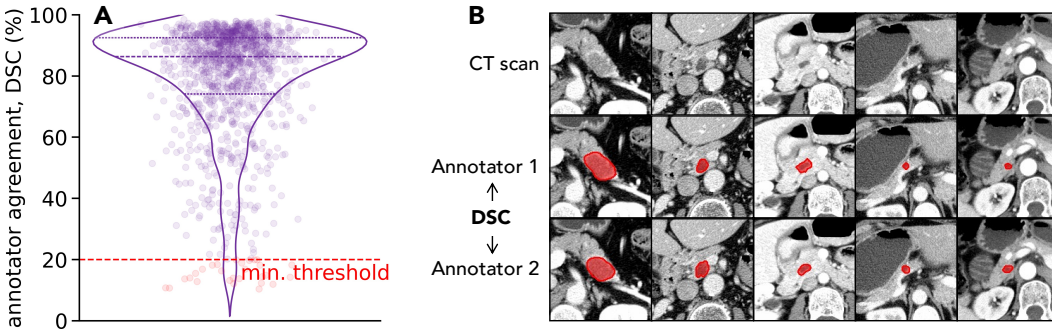 A
annotator agreement, DSC (%)
100
80
60
40
20
0
min. threshold
B
CT scan
Annotator 1
DSC
Annotator 2